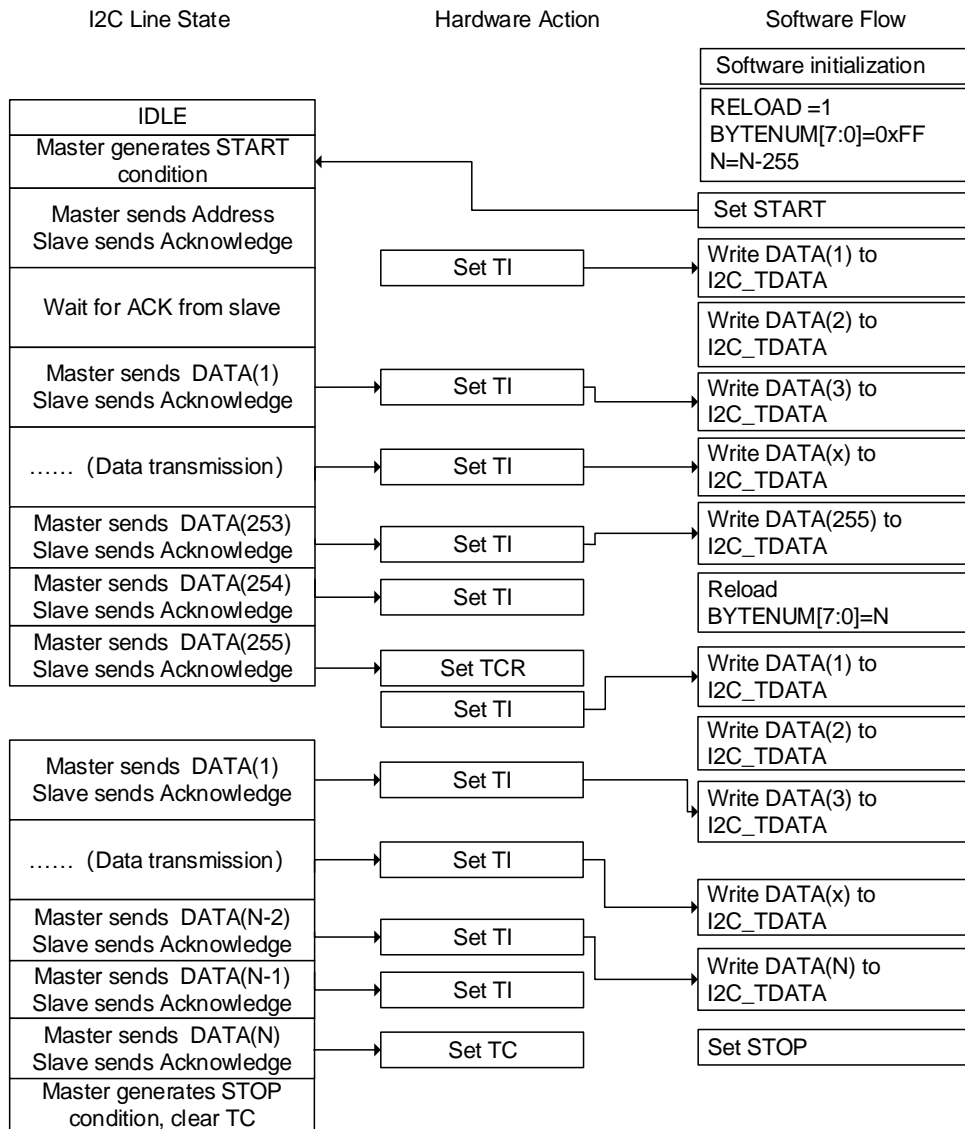 I2C Line State
Hardware Action
Software Flow
Software initialization
RELOAD =1
BYTENUM[7:0]=0xFF
N=N-255
IDLE
Master generates START
condition
Set START
Master sends Address
Slave sends Acknowledge
Set TI
Write DATA(1) to
I2C_TDATA
Wait for ACK from slave
Write DATA(2) to
I2C_TDATA
Master sends DATA(1)
Slave sends Acknowledge
Set TI
Write DATA(3) to
I2C_TDATA
…… (Data transmission)
Set TI
Write DATA(x) to
I2C_TDATA
Master sends DATA(253)
Slave sends Acknowledge
Set TI
Write DATA(255) to
I2C_TDATA
Master sends DATA(254)
Slave sends Acknowledge
Set TI
Reload
BYTENUM[7:0]=N
Master sends DATA(255)
Slave sends Acknowledge
Set TCR
Set TI
Write DATA(1) to
I2C_TDATA
Write DATA(2) to
I2C_TDATA
Master sends DATA(1)
Slave sends Acknowledge
Set TI
Write DATA(3) to
I2C_TDATA
…… (Data transmission)
Set TI
Write DATA(x) to
I2C_TDATA
Master sends DATA(N-2)
Slave sends Acknowledge
Set TI
Write DATA(N) to
I2C_TDATA
Master sends DATA(N-1)
Slave sends Acknowledge
Set TI
Master sends DATA(N)
Slave sends Acknowledge
Set TC
Set STOP
Master generates STOP
condition, clear TC